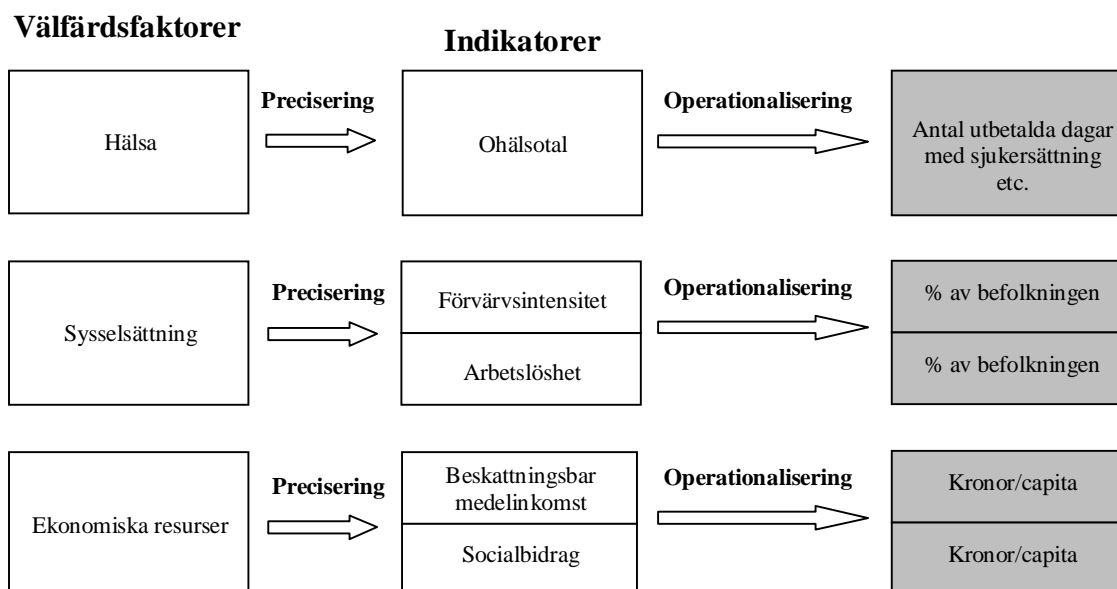 Välfärdsfaktorer
Indikatorer
Hälsa
Precisering
Ohälsotal
Operationalisering
Antal utbetalda dagar
med sjukersättning
etc.
Sysselsättning
Precisering
Förvärvsintensitet
Arbetslöshet
Operationalisering
% av befolkningen
% av befolkningen
Ekonomiska resurser
Precisering
Beskattningsbar
medelinkomst
Socialbidrag
Operationalisering
Kronor/capita
Kronor/capita